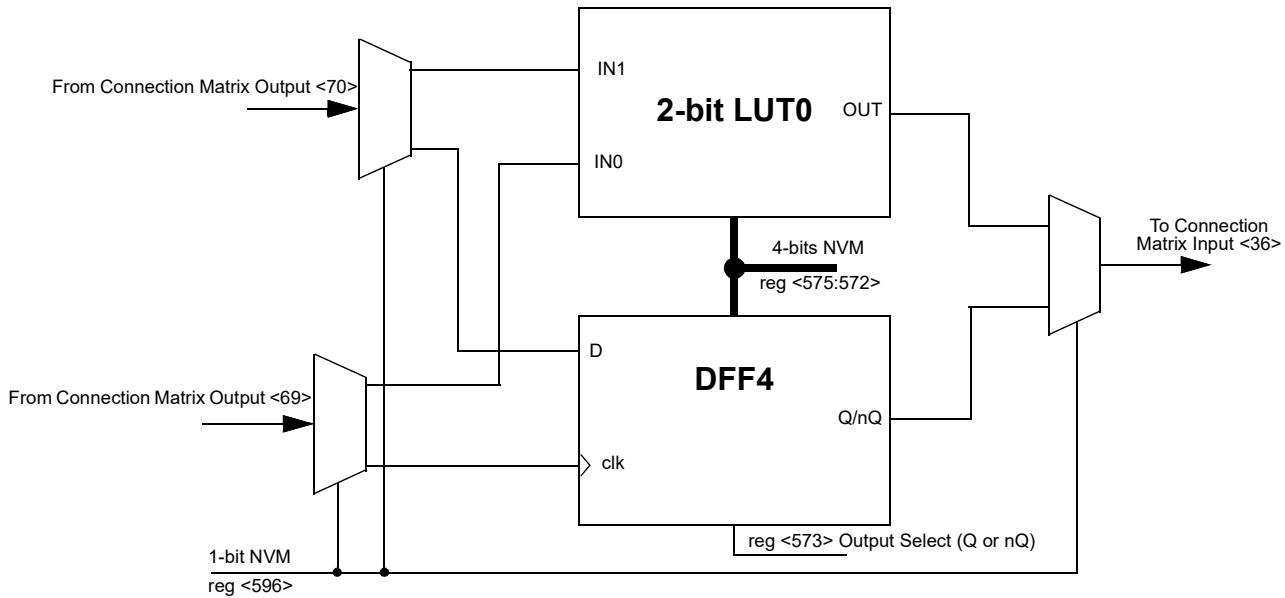 From Connection Matrix Output <70>
IN1
2-bit LUT0
OUT
IN0
To Connection
Matrix Input <36>
4-bits NVM
reg <575:572>
D
DFF4
From Connection Matrix Output <69>
Q/nQ
clk
reg <573> Output Select (Q or nQ)
1-bit NVM
reg <596>